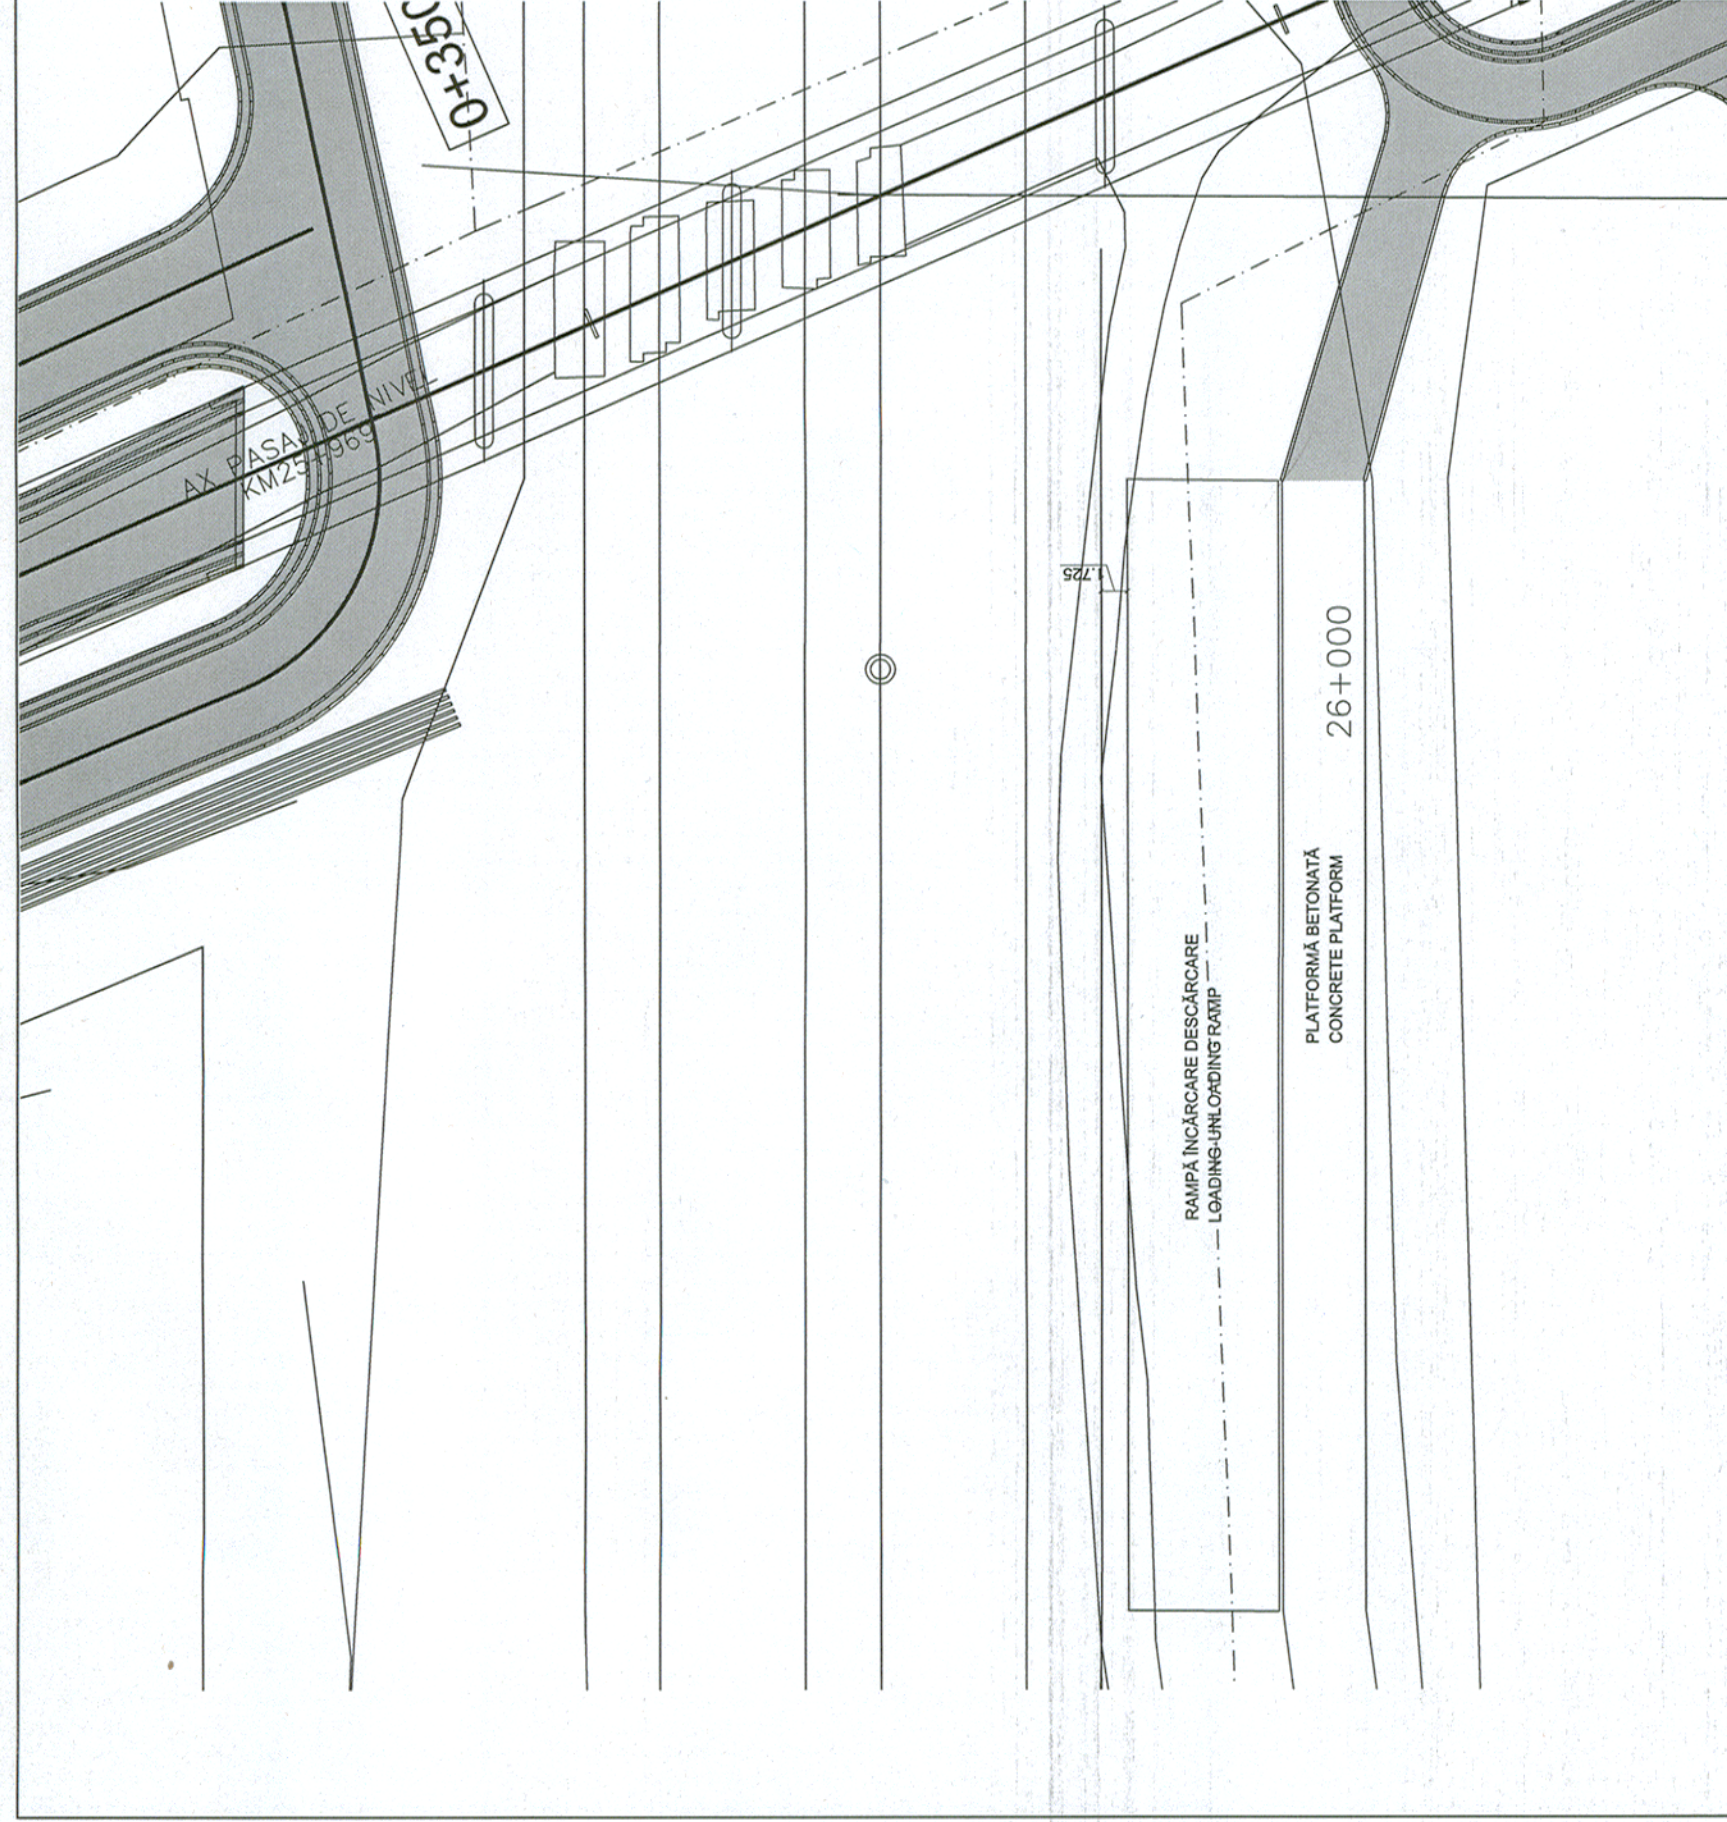 0+350
AX PASAJ DE NIVEL
KM25+969
1.725
26+000
PLATFORMĂ BETONATĂ
CONCRETE PLATFORM
RAMPĂ ÎNCĂRCARE DESCĂRCARE
LOADING-UNLOADING RAMP